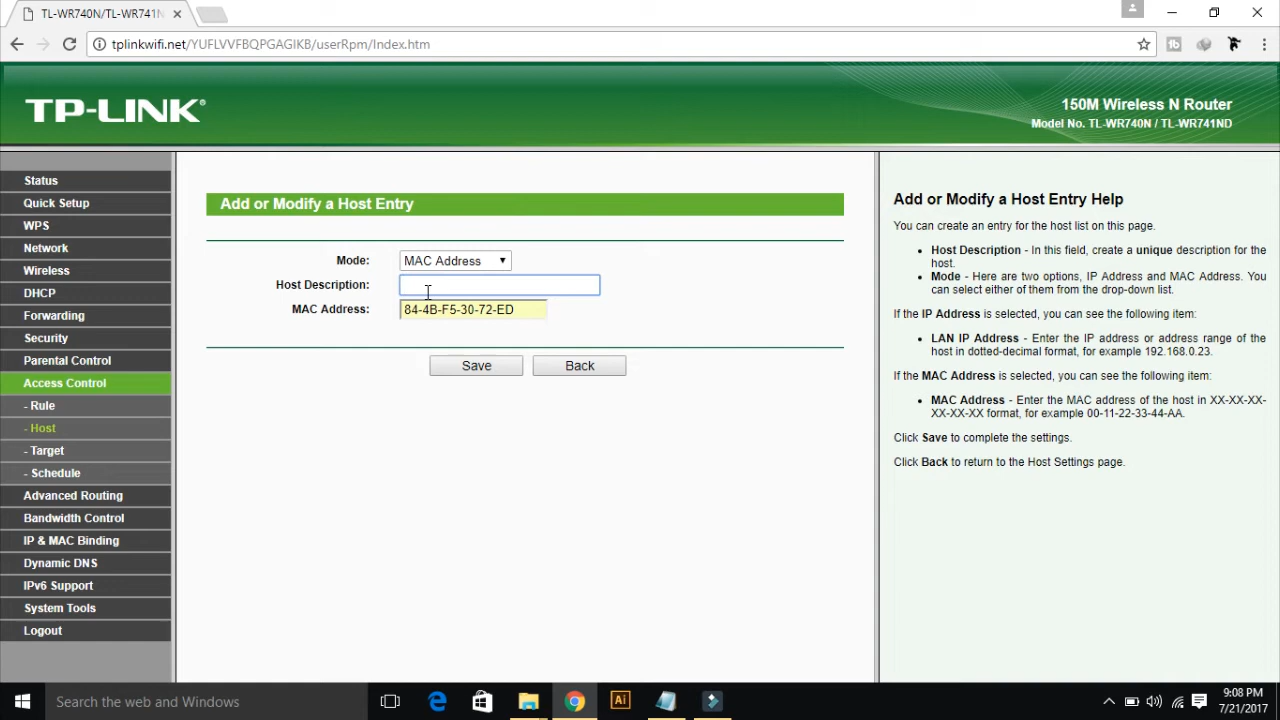 TL-WR740N/TL-WR741N
tplinkwifi.net/YUFLVVFBQPGAGIKB/userRpm/Index.htm
TP-LINK®
150M Wireless N Router
Model No. TL-WR740N / TL-WR741ND
Status
Quick Setup
WPS
Network
Wireless
DHCP
Forwarding
Security
Parental Control
Access Control
- Rule
- Host
- Target
- Schedule
Advanced Routing
Bandwidth Control
IP & MAC Binding
Dynamic DNS
IPv6 Support
System Tools
Logout
Add or Modify a Host Entry
Mode: MAC Address
Host Description:
MAC Address: 84-4B-F5-30-72-ED
Save Back
Add or Modify a Host Entry Help
You can create an entry for the host list on this page.
• Host Description - In this field, create a unique description for the
host.
• Mode - Here are two options, IP Address and MAC Address. You
can select either of them from the drop-down list.
If the IP Address is selected, you can see the following item:
• LAN IP Address - Enter the IP address or address range of the
host in dotted-decimal format, for example 192.168.0.23.
If the MAC Address is selected, you can see the following item:
• MAC Address - Enter the MAC address of the host in XX-XX-XX-
XX-XX-XX format, for example 00-11-22-33-44-AA.
Click Save to complete the settings.
Click Back to return to the Host Settings page.
Search the web and Windows
Ai
9:08 PM
7/21/2017